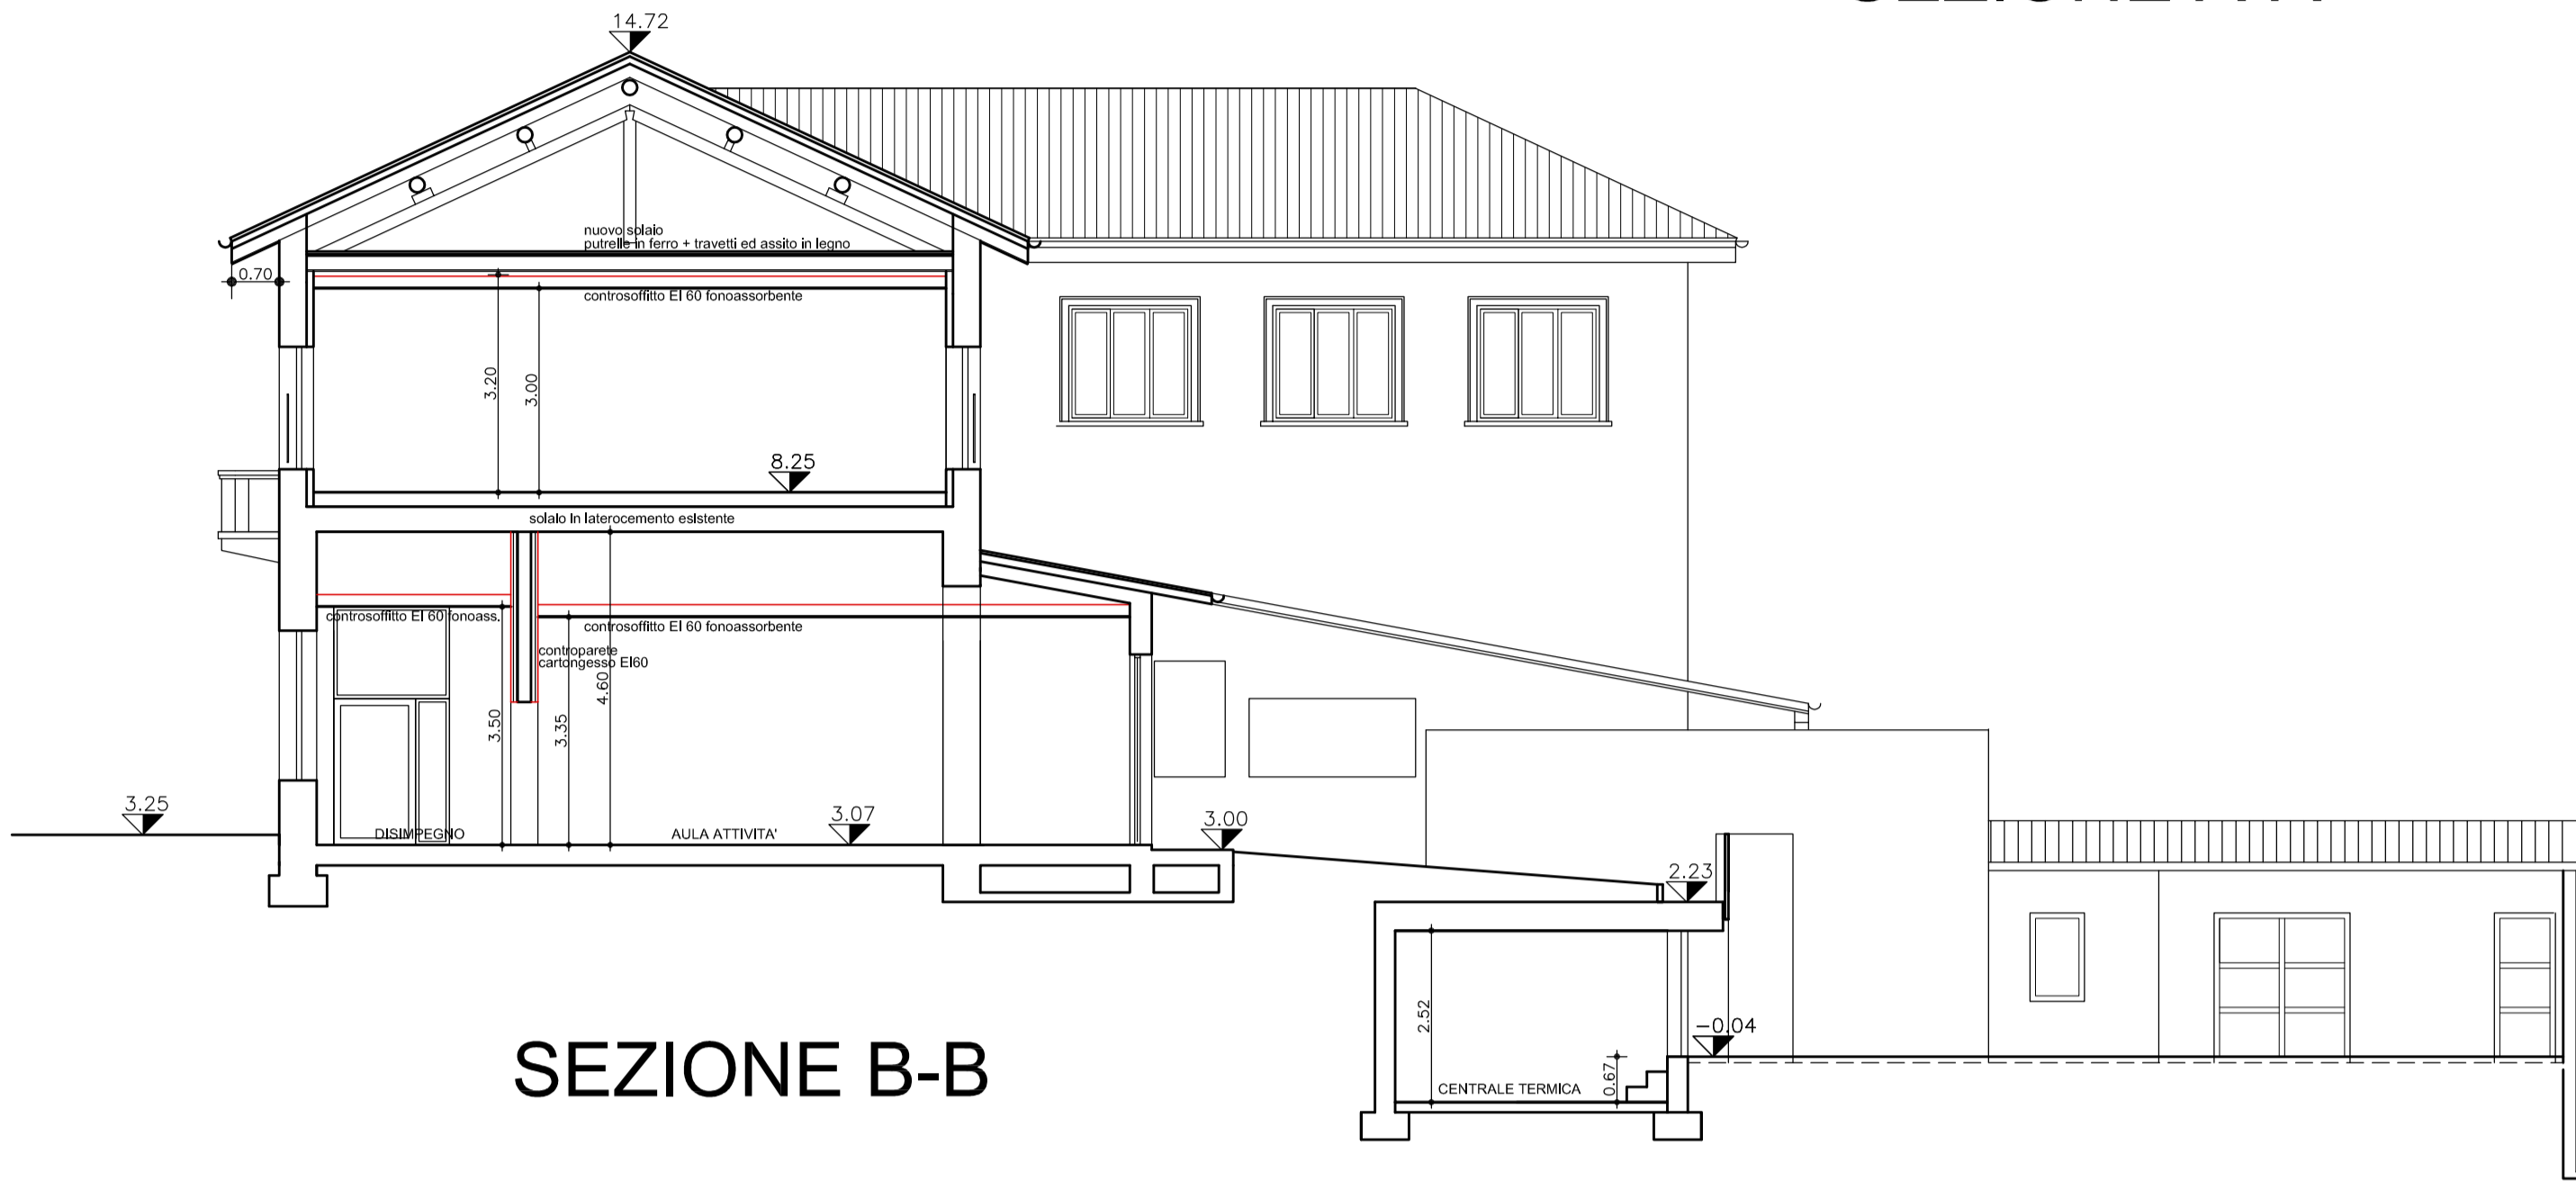 14.72
nuovo solaio
putrelle in ferro + travetti ed assito in legno
0.70
controsoffitto EI 60 fonoassorbente
3.20
3.00
8.25
solaio in laterocemento esistente
controsoffitto EI 60 fonoass.
controsoffitto EI 60 fonoassorbente
controparete
cartongesso EI60
4.60
3.50
3.35
3.25
3.07
3.00
DISIMPEGNO
AULA ATTIVITA'
2.23
2.52
-0.04
0.67
CENTRALE TERMICA
SEZIONE B-B